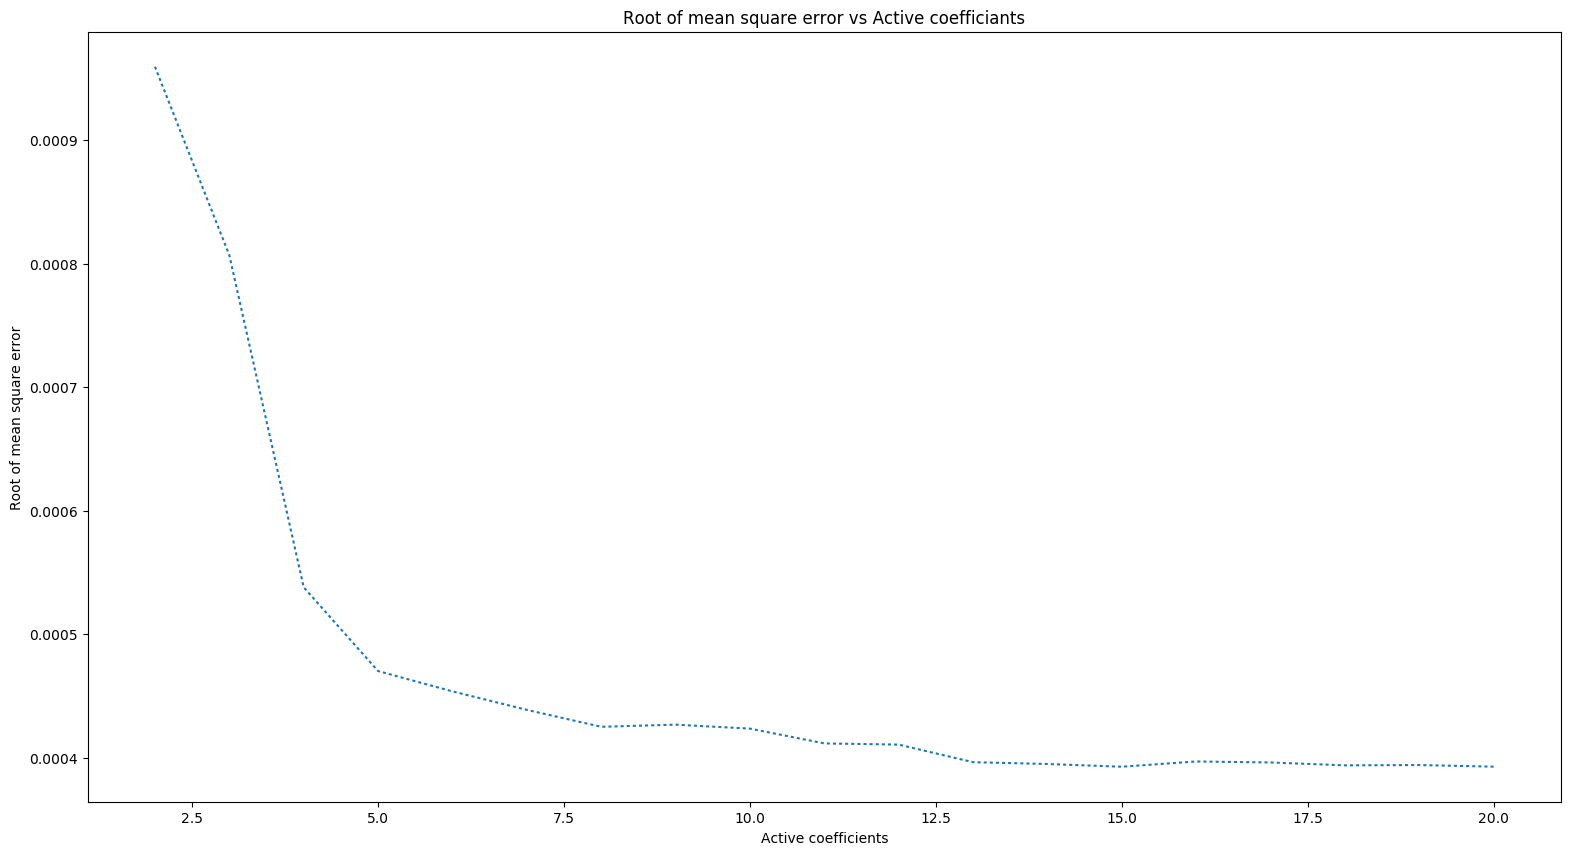 Root of mean square error vs Active coefficiants
0.0009
0.0008
0.0007
0.0006
0.0005
0.0004
Root of mean square error
2.5 5.0 7.5 10.0 12.5 15.0 17.5 20.0
Active coefficients